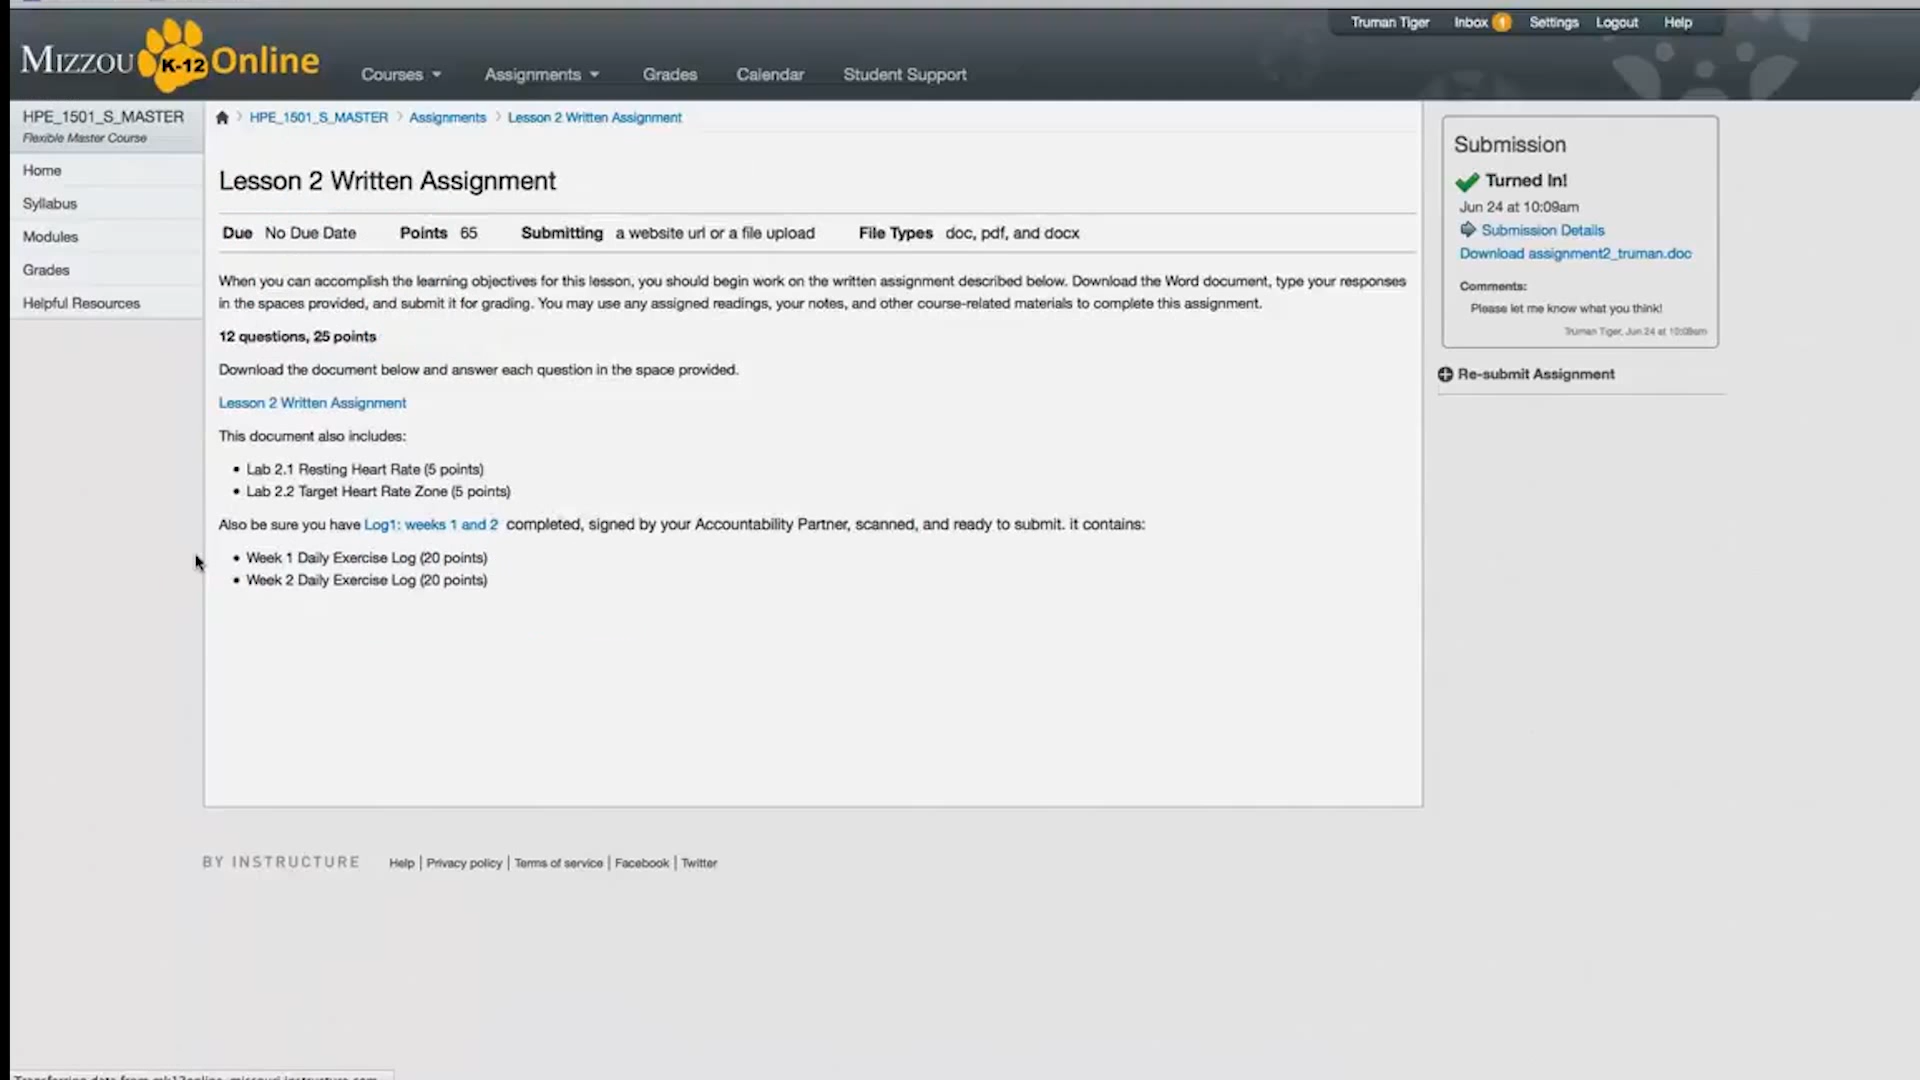 Truman Tiger Inbox 1 Settings Logout Help
MIZZOU K-12 Online
Courses Assignments Grades Calendar Student Support
HPE_1501_S_MASTER
Flexible Master Course
Home
Syllabus
Modules
Grades
Helpful Resources
HPE_1501_S_MASTER Assignments Lesson 2 Written Assignment
Lesson 2 Written Assignment
Due No Due Date Points 65 Submitting a website url or a file upload File Types doc, pdf, and docx
When you can accomplish the learning objectives for this lesson, you should begin work on the written assignment described below. Download the Word document, type your responses
in the spaces provided, and submit it for grading. You may use any assigned readings, your notes, and other course-related materials to complete this assignment.
12 questions, 25 points
Download the document below and answer each question in the space provided.
Lesson 2 Written Assignment
This document also includes:
• Lab 2.1 Resting Heart Rate (5 points)
• Lab 2.2 Target Heart Rate Zone (5 points)
Also be sure you have Log1: weeks 1 and 2 completed, signed by your Accountability Partner, scanned, and ready to submit. it contains:
• Week 1 Daily Exercise Log (20 points)
• Week 2 Daily Exercise Log (20 points)
Submission
Turned In!
Jun 24 at 10:09am
Submission Details
Download assignment2_truman.doc
Comments:
Please let me know what you think!
Truman Tiger, Jun 24 at 10:09am
Re-submit Assignment
BY INSTRUCTURE Help | Privacy policy | Terms of service | Facebook | Twitter